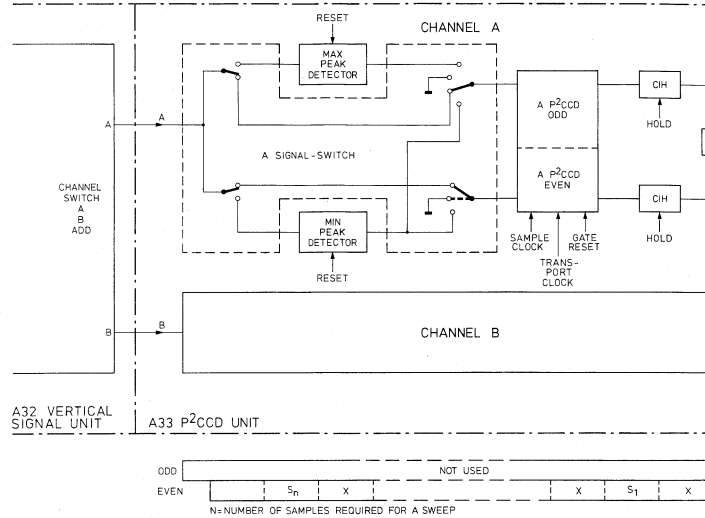 RESET
CHANNEL A
MAX
PEAK
DETECTOR
A P²CCD
ODD
CIH
HOLD
A
A
A SIGNAL-SWITCH
CHANNEL
SWITCH
A
B
ADD
A P²CCD
EVEN
CIH
HOLD
MIN
PEAK
DETECTOR
RESET
SAMPLE
CLOCK
TRANS-
PORT
CLOCK
GATE
RESET
B
B
CHANNEL B
A32 VERTICAL
SIGNAL UNIT
A33 P²CCD UNIT
ODD
NOT USED
EVEN
Sn
X
X
S1
X
N=NUMBER OF SAMPLES REQUIRED FOR A SWEEP